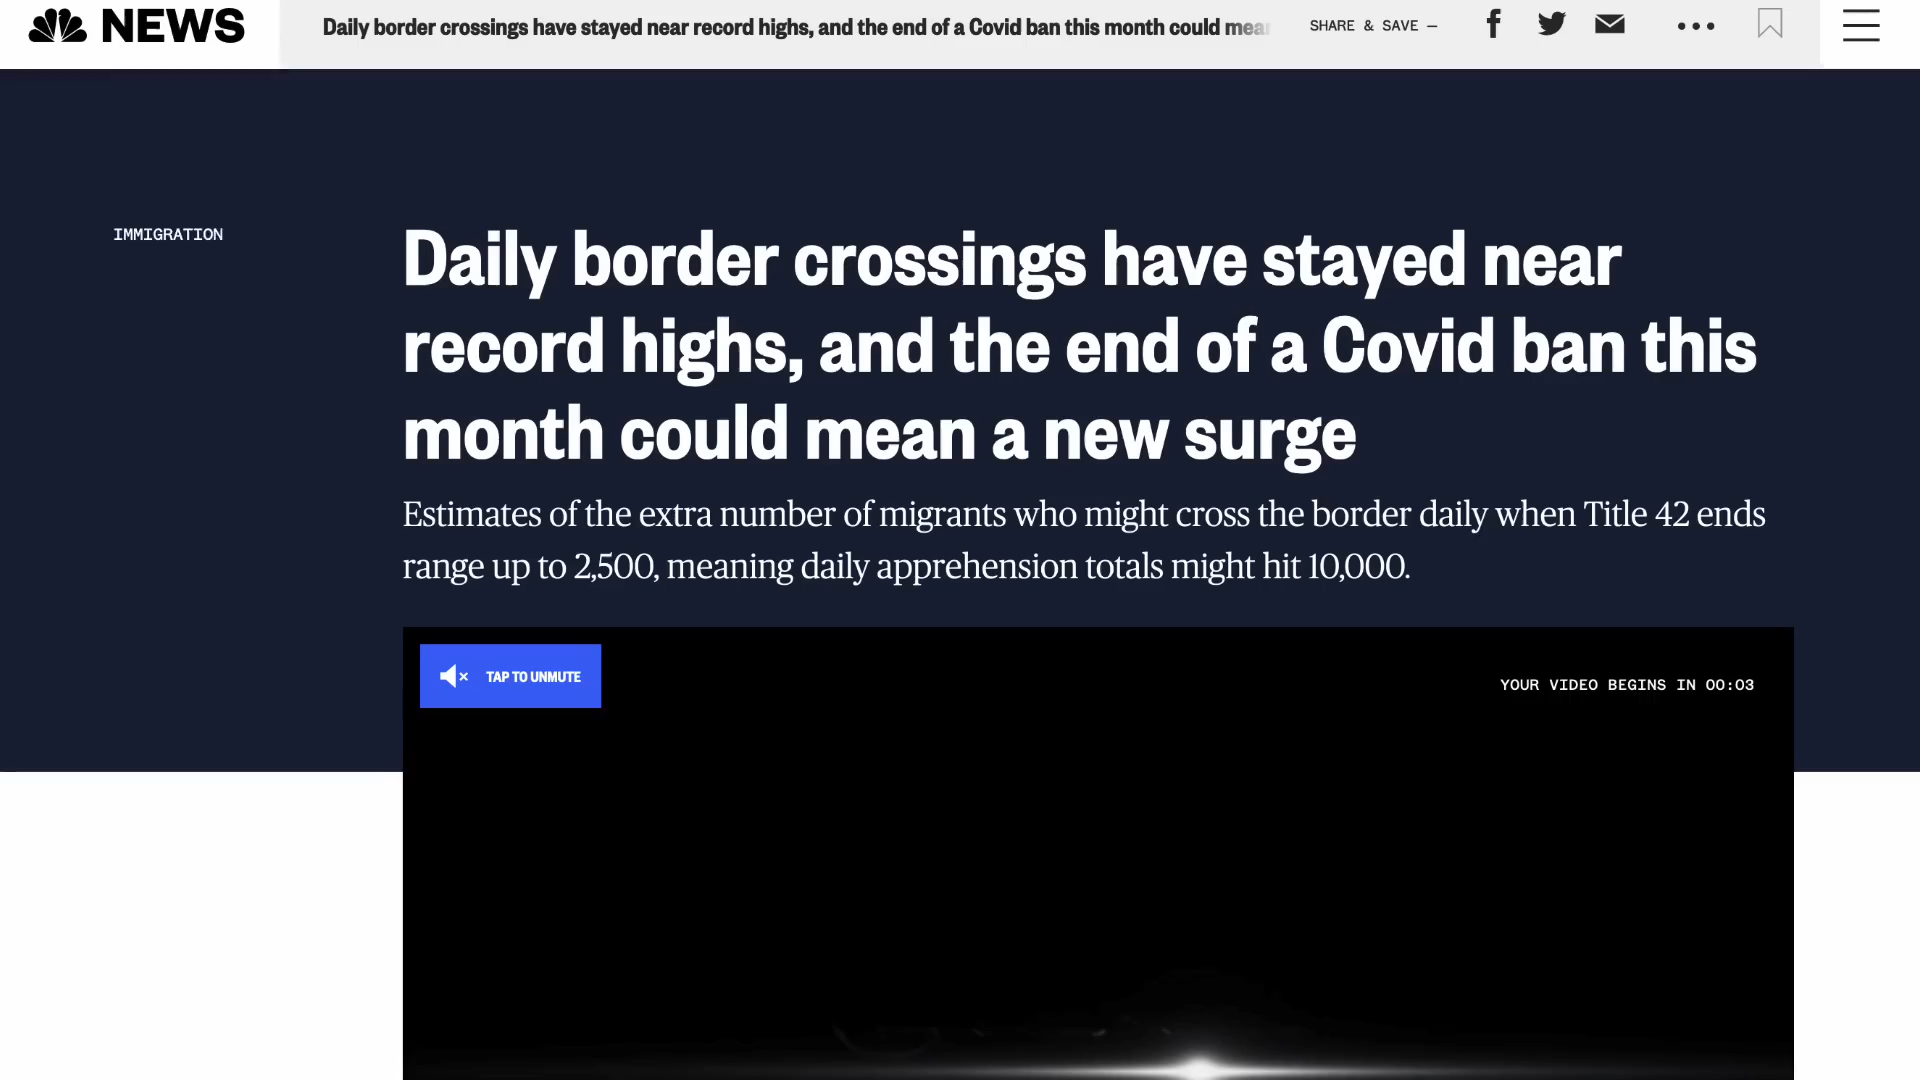 NEWS
Daily border crossings have stayed near record highs, and the end of a Covid ban this month could mea
SHARE & SAVE —
IMMIGRATION
Daily border crossings have stayed near
record highs, and the end of a Covid ban this
month could mean a new surge
Estimates of the extra number of migrants who might cross the border daily when Title 42 ends
range up to 2,500, meaning daily apprehension totals might hit 10,000.
TAP TO UNMUTE
YOUR VIDEO BEGINS IN 00:03